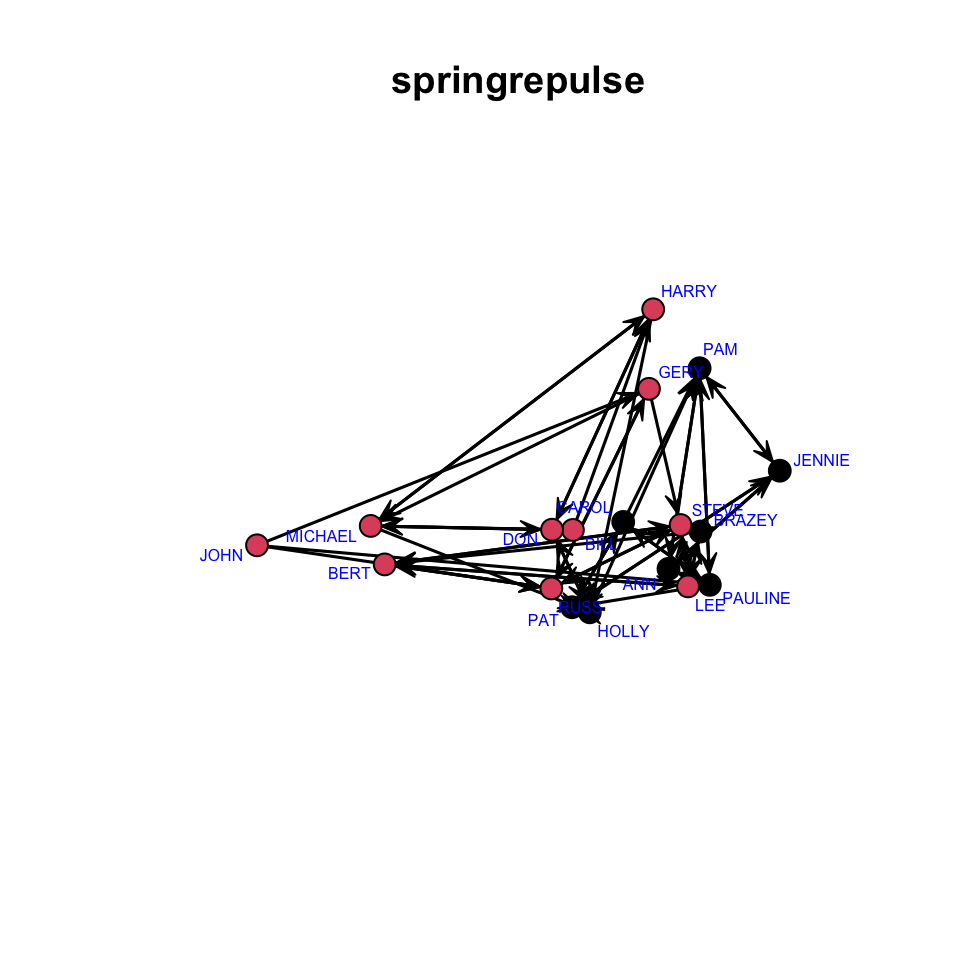 springrepulse
HARRY
PAM
GERY
JENNIE
CAROL
STEVE
BRAZEY
MICHAEL
DON
BILL
JOHN
BERT
ANN
PAULINE
LEE
RUSS
PAT
HOLLY